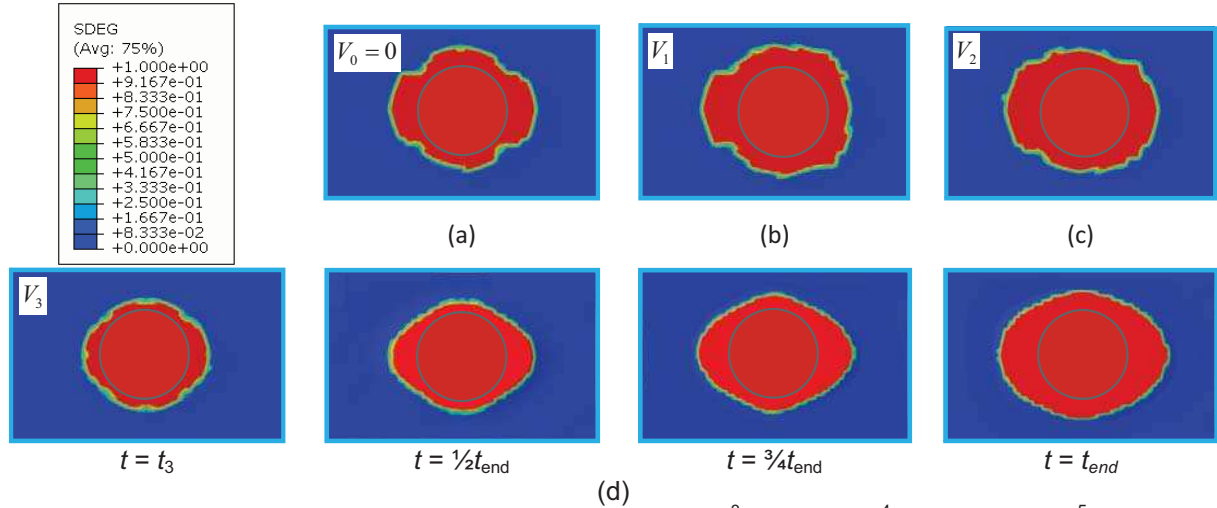 SDEG
(Avg: 75%)
+1.000e+00
+9.167e-01
+8.333e-01
+7.500e-01
+6.667e-01
+5.833e-01
+5.000e-01
+4.167e-01
+3.333e-01
+2.500e-01
+1.667e-01
+8.333e-02
+0.000e+00
V₀ = 0
V₁
V₂
(a)
(b)
(c)
V₃
t = t₃
t = ½tend
t = ¾tend
t = tend
(d)